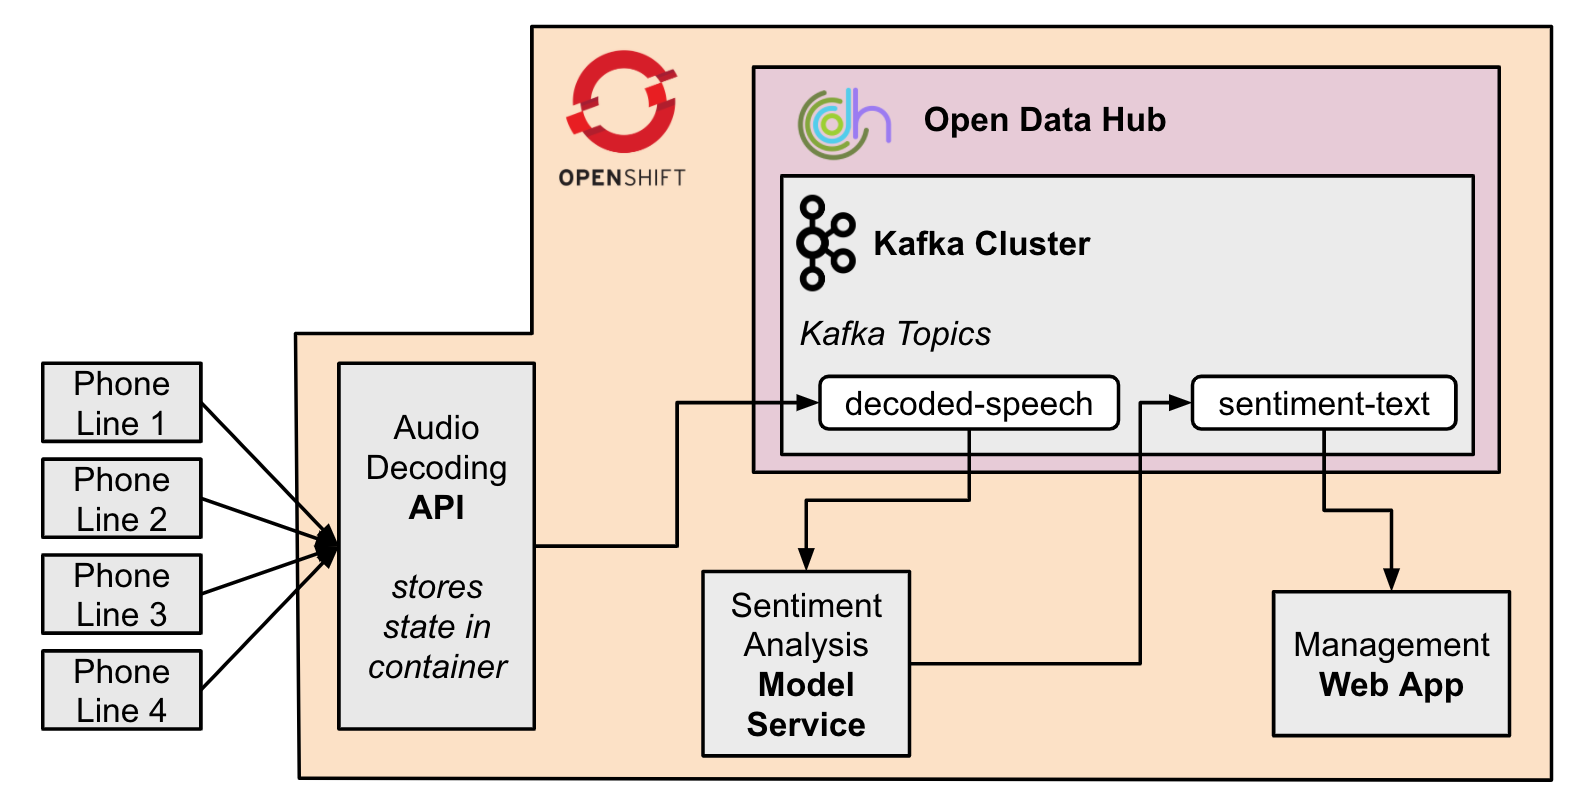 OPENSHIFT
Open Data Hub
Kafka Cluster
Kafka Topics
decoded-speech
sentiment-text
Phone
Line 1
Phone
Line 2
Phone
Line 3
Phone
Line 4
Audio
Decoding
API
stores
state in
container
Sentiment
Analysis
Model
Service
Management
Web App